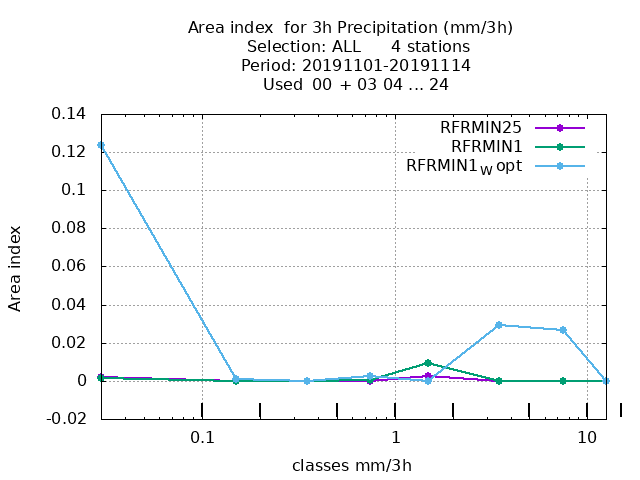 Area index  for 3h Precipitation (mm/3h)
Selection: ALL      4 stations
Period: 20191101-20191114
Used  00  + 03 04 ... 24
0.14
0.12
0.1
0.08
0.06
0.04
0.02
0
-0.02
Area index
RFRMIN25
RFRMIN1
RFRMIN1W opt
0.1
1
10
classes mm/3h